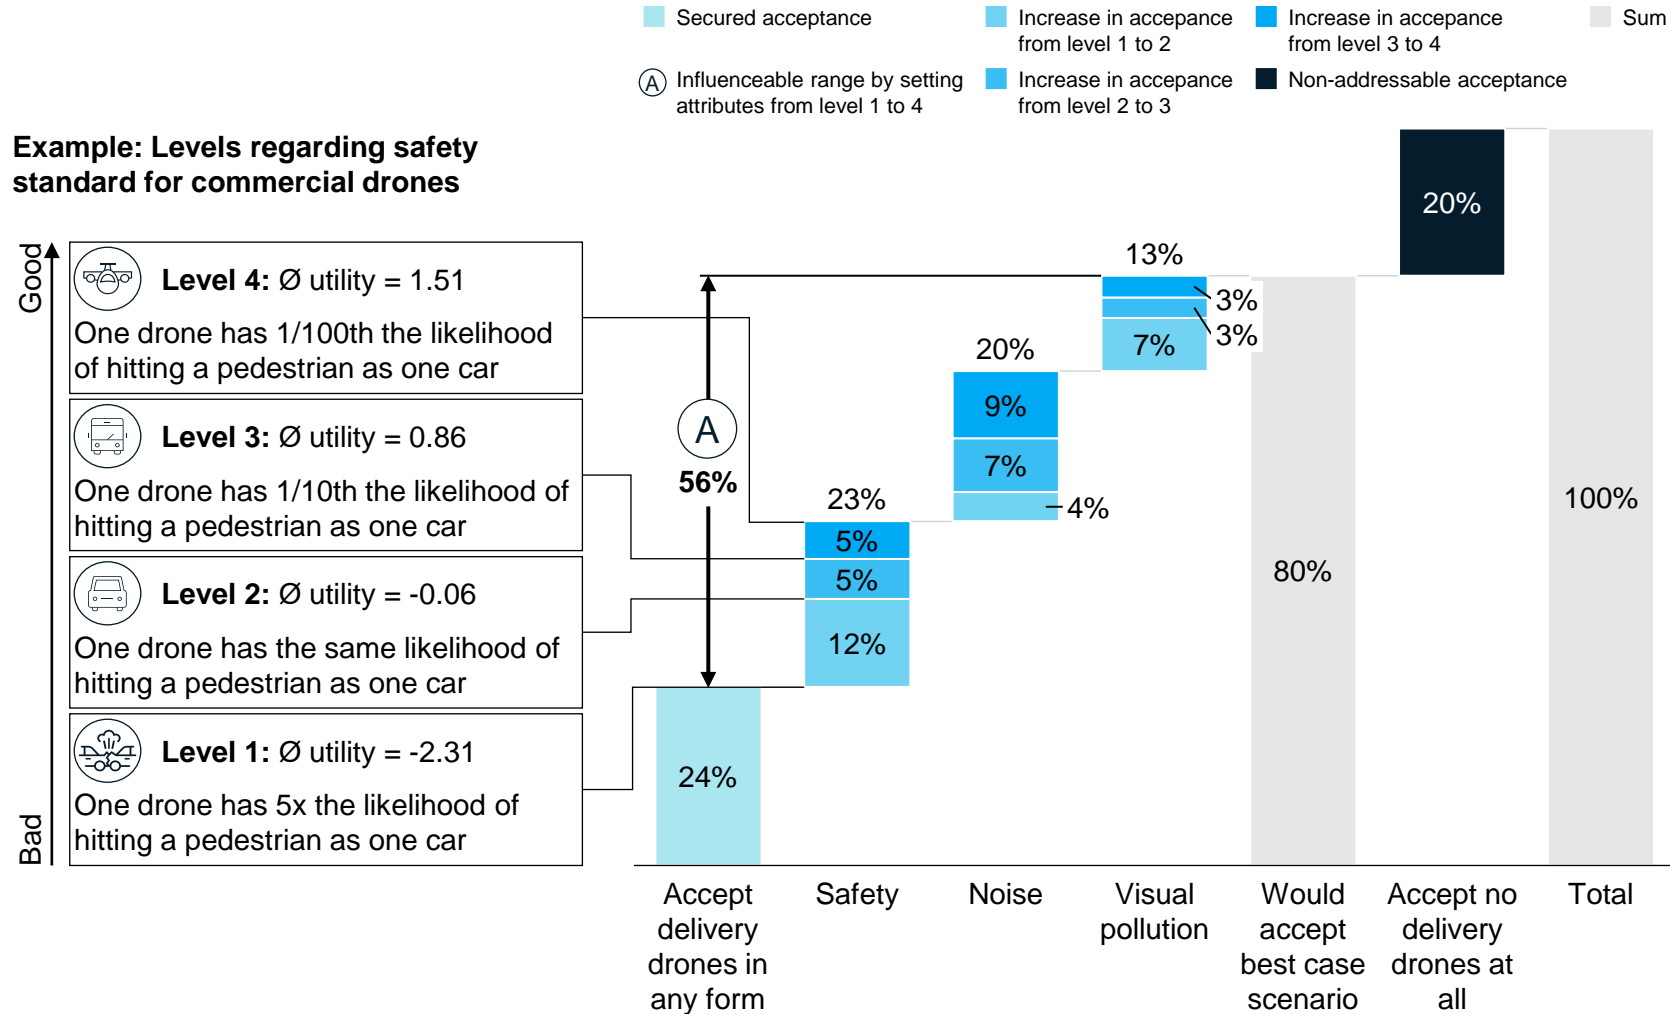 Secured acceptance
Increase in accepance
from level 1 to 2
Increase in accepance
from level 3 to 4
Sum
A
Influenceable range by setting
attributes from level 1 to 4
Increase in accepance
from level 2 to 3
Non-addressable acceptance
Example: Levels regarding safety
standard for commercial drones
Good
Bad
Level 4: Ø utility = 1.51
One drone has 1/100th the likelihood
of hitting a pedestrian as one car
Level 3: Ø utility = 0.86
One drone has 1/10th the likelihood of
hitting a pedestrian as one car
Level 2: Ø utility = -0.06
One drone has the same likelihood of
hitting a pedestrian as one car
Level 1: Ø utility = -2.31
One drone has 5x the likelihood of
hitting a pedestrian as one car
A
56%
24%
23%
5%
5%
12%
20%
9%
7%
4%
13%
3%
3%
7%
80%
20%
100%
Accept
delivery
drones in
any form
Safety
Noise
Visual
pollution
Would
accept
best case
scenario
Accept no
delivery
drones at
all
Total